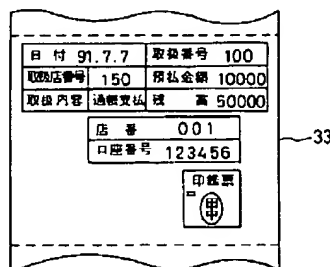 日付 91.7.7 取扱番号 100
取扱店番号 150 預払金額 10000
取扱内容 通帳支払 残高 50000
店番 001
口座番号 123456
印鑑票
33